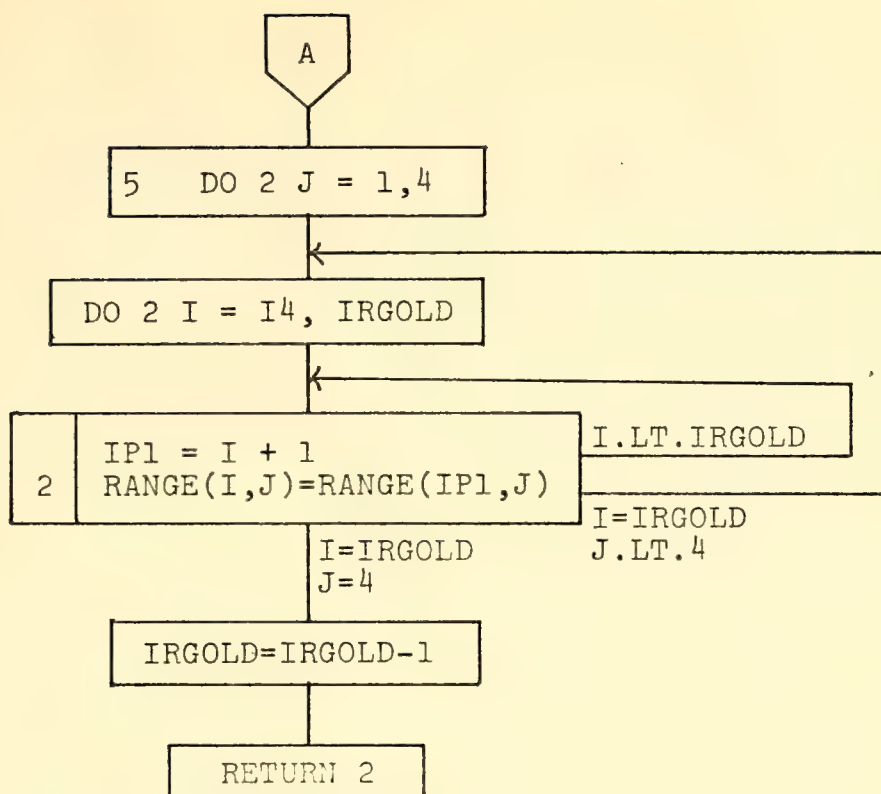 A
5 DO 2 J = 1,4
DO 2 I = I4, IRGOLD
I.LT.IRGOLD
IP1 = I + 1
2 RANGE(I,J)=RANGE(IP1,J)
I=IRGOLD
J.LT.4
I=IRGOLD
J=4
IRGOLD=IRGOLD-1
RETURN 2